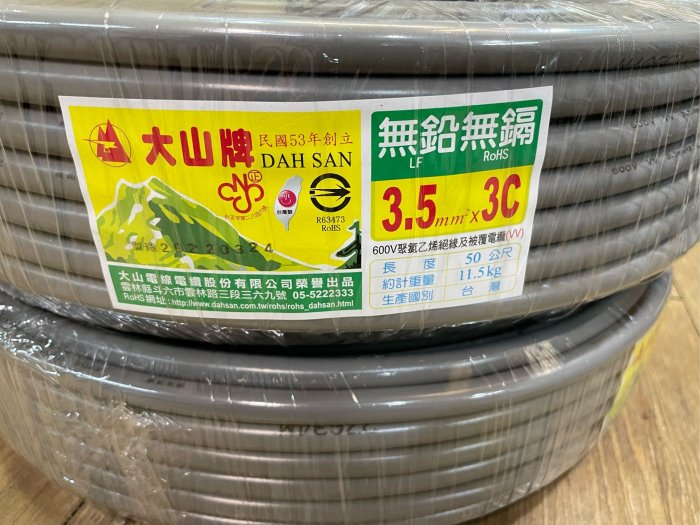 大山牌
民國53年創立
DAH SAN
正
台灣製
R63473
RoHS
大山電線電纜股份有限公司榮譽出品
雲林縣斗六市雲林路三段三六九號 05-5222333
RoHS 網址：http://www.dahsan.com.tw/rohs/rohs_dahsan.html
無鉛無鎘
LF RoHS
3.5mm² x 3C
600V聚氯乙烯絕緣及被覆電纜(VV)
長度 50 公尺
約計重量 11.5kg
生產國別 台灣